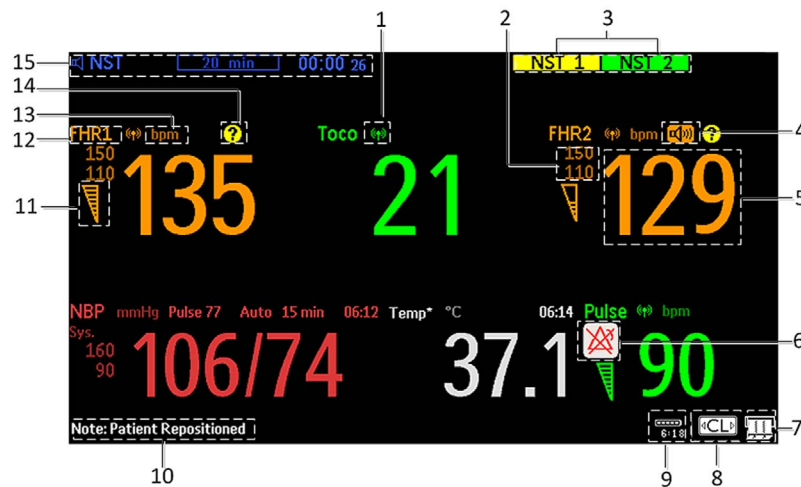 1 2 3
15 NST 20 min 00:00 26 NST 1 NST 2
14
13
12 FHR1 bpm ? Toco FHR2 bpm ? 4
150 150
110 110
11 135 21 129 5
NBP mmHg Pulse 77 Auto 15 min 06:12 Temp* °C 06:14 Pulse bpm
Sys.
160
90
106/74 37.1 90 6
Note: Patient Repositioned 6:18 CL 7
10 9 8